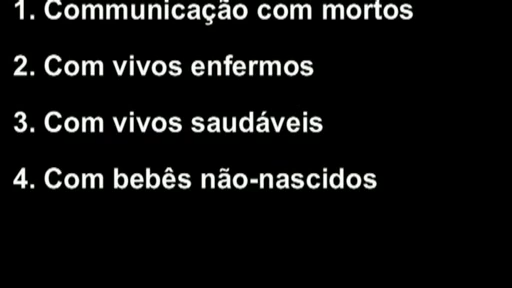 1. Communicação com mortos
2. Com vivos enfermos
3. Com vivos saudáveis
4. Com bebês não-nascidos